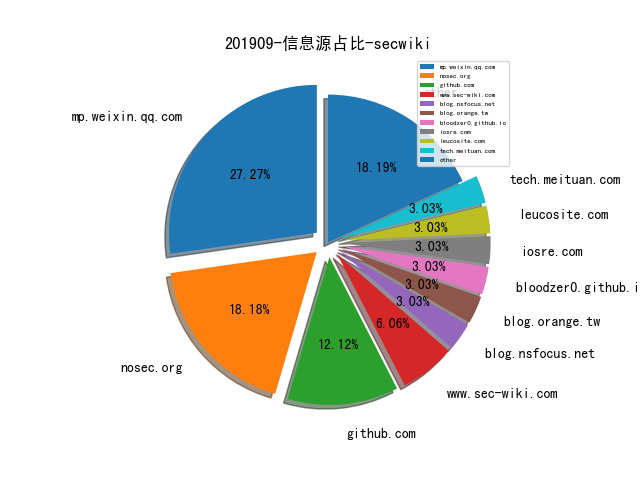 201909-信息源占比-secwiki
mp.weixin.qq.com
nosec.org
github.com
www.sec-wiki.com
blog.nsfocus.net
blog.orange.tw
bloodzer0.github.io
iosre.com
leucosite.com
tech.meituan.com
other
other
mp.weixin.qq.com
27.27%
18.19%
tech.meituan.com
3.03%
leucosite.com
3.03%
iosre.com
3.03%
bloodzer0.github.i
3.03%
blog.orange.tw
3.03%
blog.nsfocus.net
3.03%
www.sec-wiki.com
6.06%
github.com
12.12%
nosec.org
18.18%